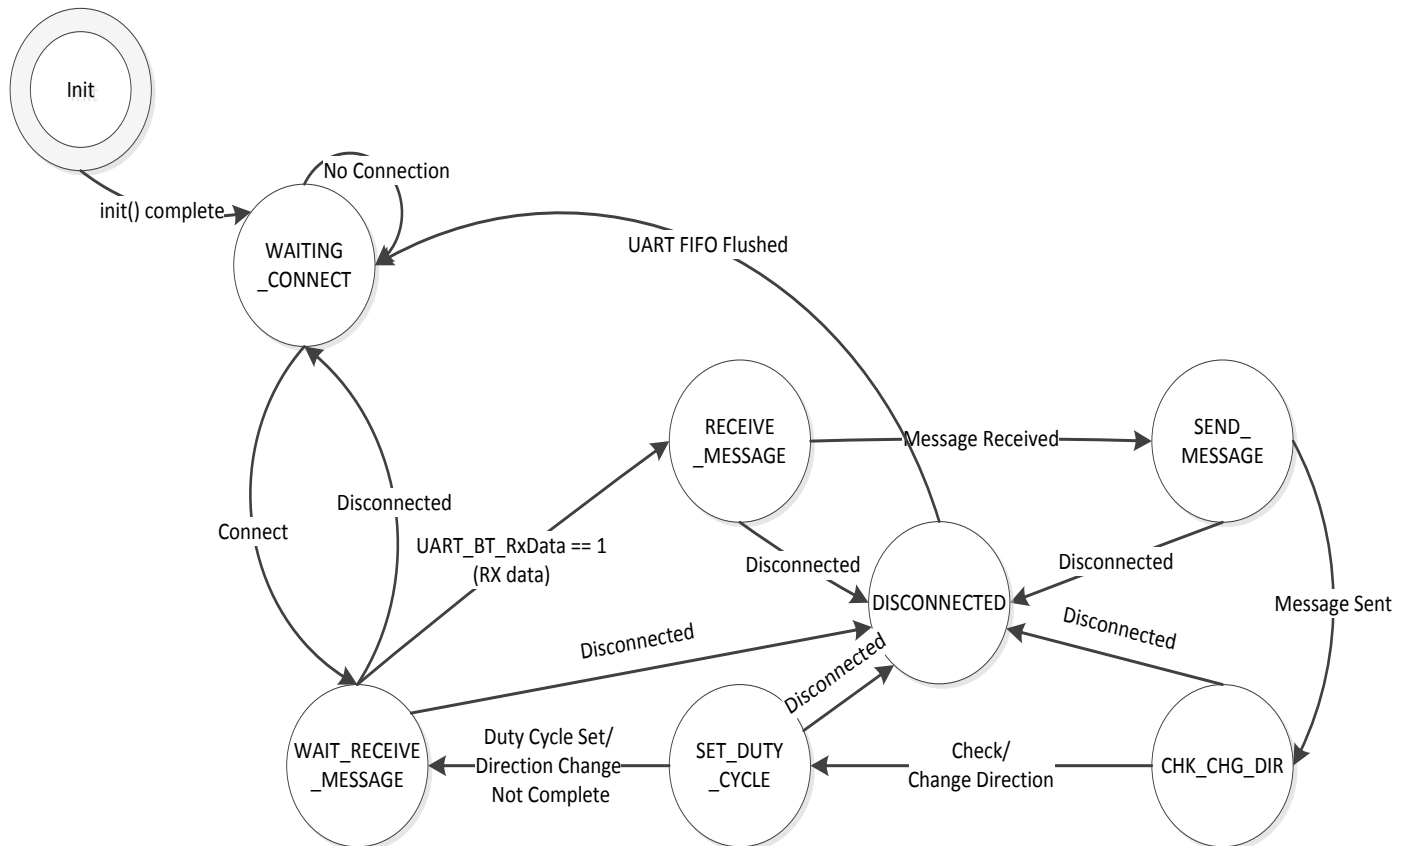 Init
init() complete
No Connection
WAITING
_CONNECT
UART FIFO Flushed
RECEIVE
_MESSAGE
Message Received
SEND_
MESSAGE
Connect
Disconnected
UART_BT_RxData == 1
(RX data)
Disconnected
DISCONNECTED
Disconnected
Message Sent
Disconnected
Disconnected
Disconnected
WAIT_RECEIVE
_MESSAGE
Duty Cycle Set/
Direction Change
Not Complete
SET_DUTY
_CYCLE
Check/
Change Direction
CHK_CHG_DIR